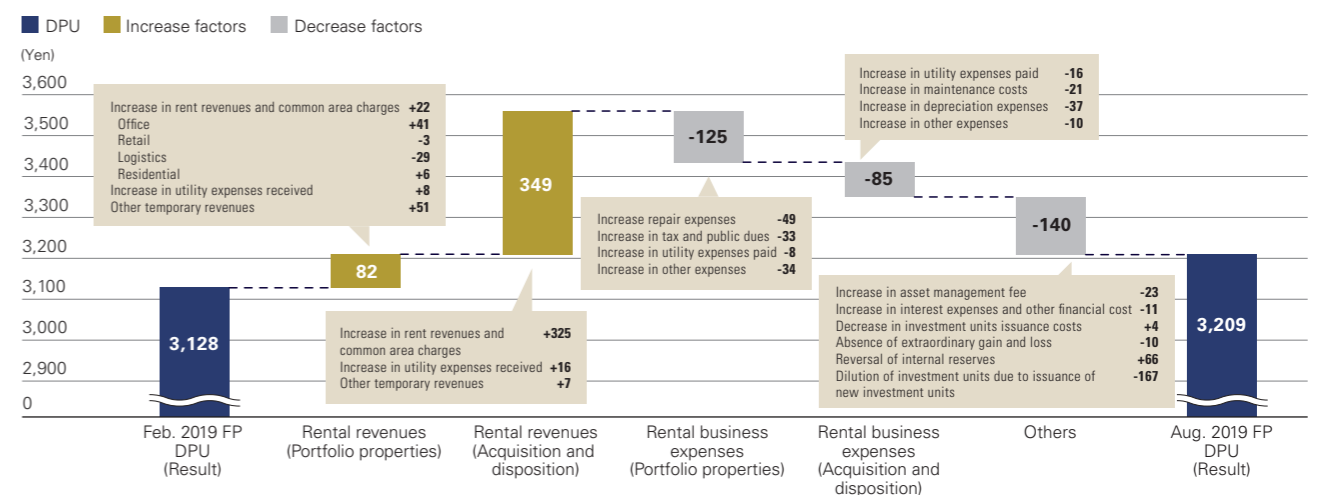 DPU Increase factors Decrease factors
(Yen)
3,600
3,500
3,400
3,300
3,200
3,100
3,000
2,900
0
Increase in rent revenues and common area charges +22
Office +41
Retail -3
Logistics -29
Residential +6
Increase in utility expenses received +8
Other temporary revenues +51
Increase in utility expenses paid -16
Increase in maintenance costs -21
Increase in depreciation expenses -37
Increase in other expenses -10
Increase repair expenses -49
Increase in tax and public dues -33
Increase in utility expenses paid -8
Increase in other expenses -34
Increase in rent revenues and +325
common area charges
Increase in utility expenses received +16
Other temporary revenues +7
Increase in asset management fee -23
Increase in interest expenses and other financial cost -11
Decrease in investment units issuance costs +4
Absence of extraordinary gain and loss -10
Reversal of internal reserves +66
Dilution of investment units due to issuance of -167
new investment units
3,128
82
349
-125
-85
-140
3,209
Feb. 2019 FP
DPU
(Result)
Rental revenues
(Portfolio properties)
Rental revenues
(Acquisition and
disposition)
Rental business
expenses
(Portfolio properties)
Rental business
expenses
(Acquisition and
disposition)
Others
Aug. 2019 FP
DPU
(Result)